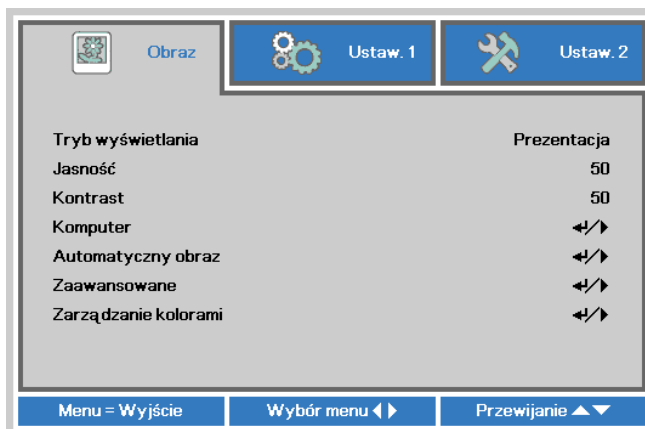 Obraz Ustaw. 1 Ustaw. 2
Tryb wyświetlania Prezentacja
Jasność 50
Kontrast 50
Komputer
Automatyczny obraz
Zaawansowane
Zarządzanie kolorami
Menu = Wyjście Wybór menu Przewijanie